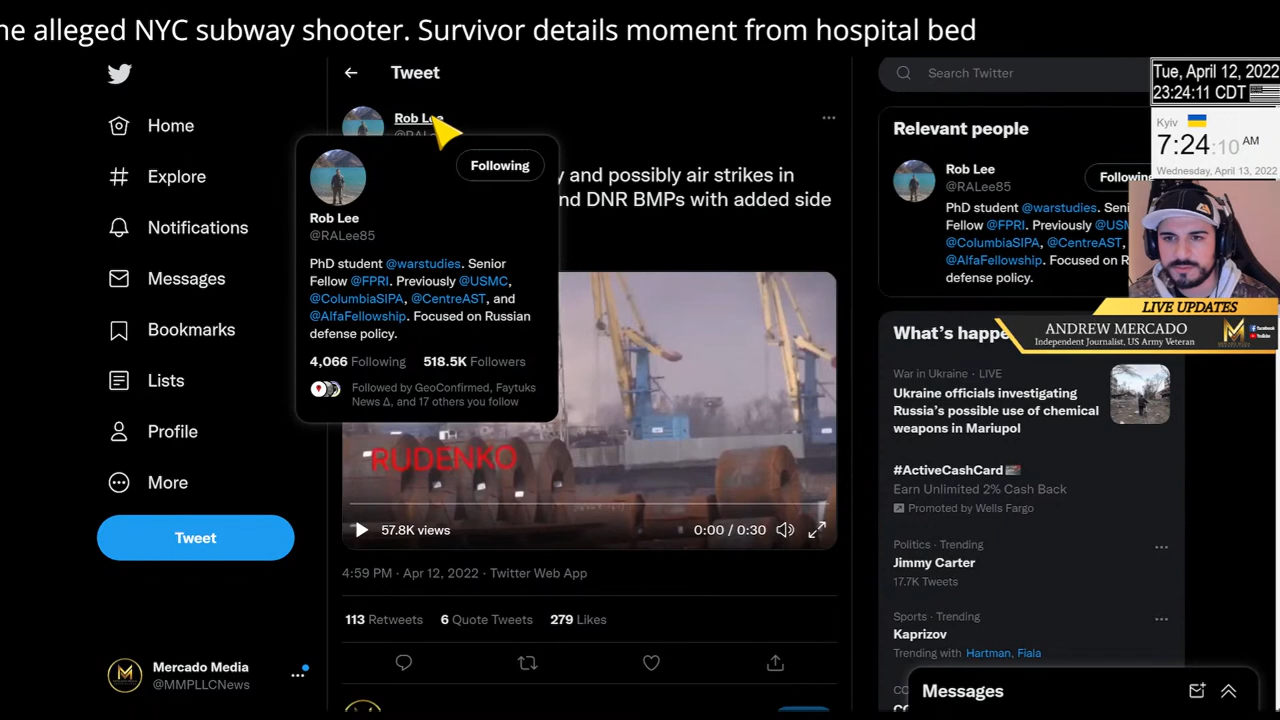 ne alleged NYC subway shooter. Survivor details moment from hospital bed
Home
Explore
Notifications
Messages
Bookmarks
Lists
Profile
More
Tweet
Mercado Media
@MMPLLCNews
Tweet
Rob Lee
@RALee85
y and possibly air strikes in
nd DNR BMPs with added side
Following
Rob Lee
@RALee85
PhD student @warstudies. Senior
Fellow @FPRI. Previously @USMC,
@ColumbiaSIPA, @CentreAST, and
@AlfaFellowship. Focused on Russian
defense policy.
4,066 Following 518.5K Followers
Followed by GeoConfirmed, Faytuks
News Δ, and 17 others you follow
RUDENKO
57.8K views
0:00 / 0:30
4:59 PM · Apr 12, 2022 · Twitter Web App
113 Retweets 6 Quote Tweets 279 Likes
Search Twitter
Relevant people
Rob Lee
@RALee85
Following
PhD student @warstudies. Seni
Fellow @FPRI. Previously @USM
@ColumbiaSIPA, @CentreAST,
@AlfaFellowship. Focused on R
defense policy.
Tue, April 12, 2022
23:24:11 CDT
Kyiv
7:24:10 AM
Wednesday, April 13, 2022
LIVE UPDATES
ANDREW MERCADO
Independent Journalist, US Army Veteran
facebook
YouTube
What's happe
War in Ukraine · LIVE
Ukraine officials investigating
Russia's possible use of chemical
weapons in Mariupol
#ActiveCashCard
Earn Unlimited 2% Cash Back
Promoted by Wells Fargo
Politics · Trending
Jimmy Carter
17.7K Tweets
Sports · Trending
Kaprizov
Trending with Hartman, Fiala
Messages